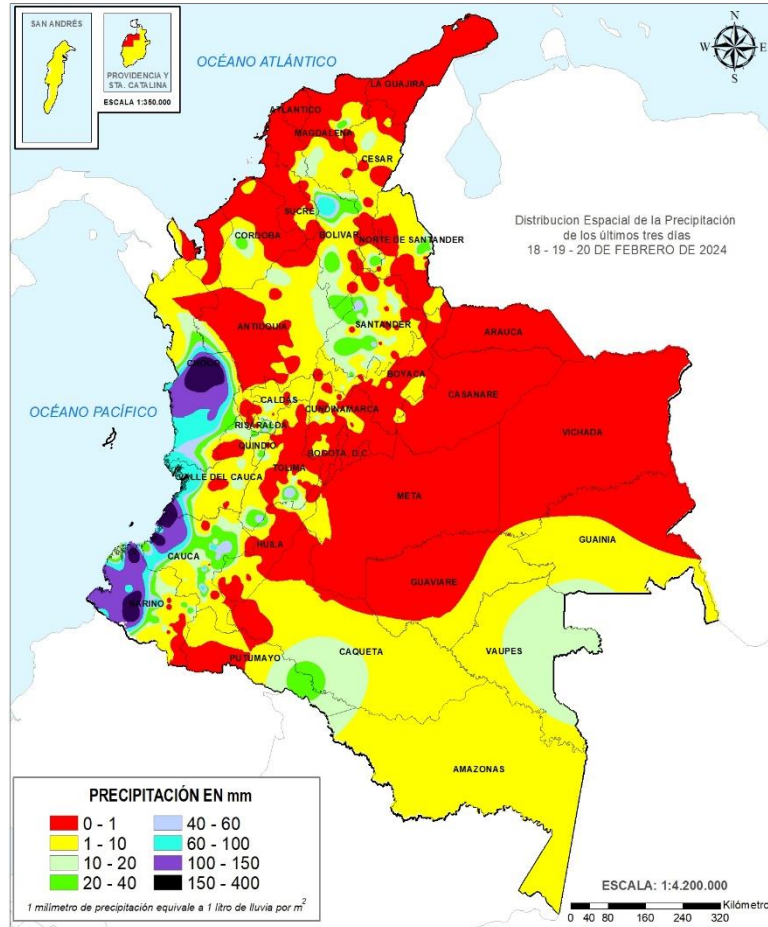 SAN ANDRÉS
PROVIDENCIA Y
STA. CATALINA
ESCALA 1:350.000
OCÉANO ATLÁNTICO
N
W E
S
LA GUAJIRA
ATLANTICO
MAGDALENA
CESAR
Distribucion Espacial de la Precipitación
de los últimos tres días
18 - 19 - 20 DE FEBRERO DE 2024
SUCRE
CORDOBA
BOLIVAR
NORTE DE SANTANDER
ANTIOQUIA
SANTANDER
ARAUCA
CHOCO
BOYACA
CASANARE
OCÉANO PACÍFICO
CALDAS
CUNDINAMARCA
VICHADA
RISARALDA
QUINDIO
BOGOTA, D.C.
TOLIMA
VALLE DEL CAUCA
META
GUAINIA
CAUCA
HUILA
GUAVIARE
NARIÑO
CAQUETA
VAUPES
PUTUMAYO
AMAZONAS
PRECIPITACIÓN EN mm
0 - 1 40 - 60
1 - 10 60 - 100
10 - 20 100 - 150
20 - 40 150 - 400
1 milímetro de precipitación equivale a 1 litro de lluvia por m²
ESCALA: 1:4.200.000
0 40 80 160 240 320 Kilómetro